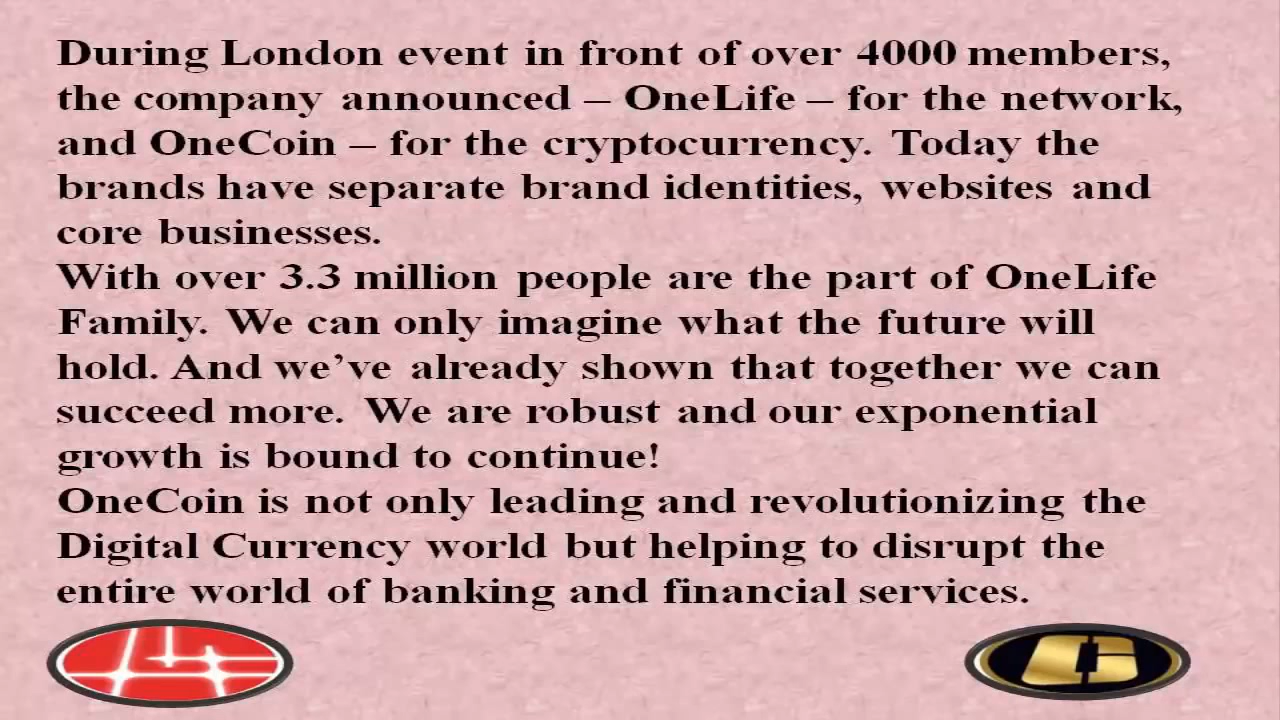 During London event in front of over 4000 members,
the company announced – OneLife – for the network,
and OneCoin – for the cryptocurrency. Today the
brands have separate brand identities, websites and
core businesses.
With over 3.3 million people are the part of OneLife
Family. We can only imagine what the future will
hold. And we’ve already shown that together we can
succeed more. We are robust and our exponential
growth is bound to continue!
OneCoin is not only leading and revolutionizing the
Digital Currency world but helping to disrupt the
entire world of banking and financial services.